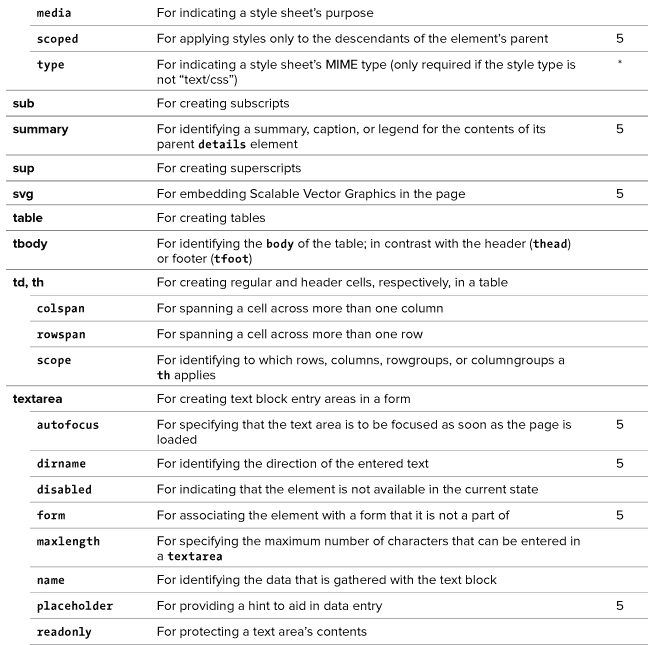 media For indicating a style sheet’s purpose
scoped For applying styles only to the descendants of the element’s parent 5
type For indicating a style sheet’s MIME type (only required if the style type is *
not “text/css”)
sub For creating subscripts
summary For identifying a summary, caption, or legend for the contents of its 5
parent details element
sup For creating superscripts
svg For embedding Scalable Vector Graphics in the page 5
table For creating tables
tbody For identifying the body of the table; in contrast with the header (thead)
or footer (tfoot)
td, th For creating regular and header cells, respectively, in a table
colspan For spanning a cell across more than one column
rowspan For spanning a cell across more than one row
scope For identifying to which rows, columns, rowgroups, or columngroups a
th applies
textarea For creating text block entry areas in a form
autofocus For specifying that the text area is to be focused as soon as the page is 5
loaded
dirname For identifying the direction of the entered text 5
disabled For indicating that the element is not available in the current state
form For associating the element with a form that it is not a part of 5
maxlength For specifying the maximum number of characters that can be entered in
a textarea
name For identifying the data that is gathered with the text block
placeholder For providing a hint to aid in data entry 5
readonly For protecting a text area’s contents